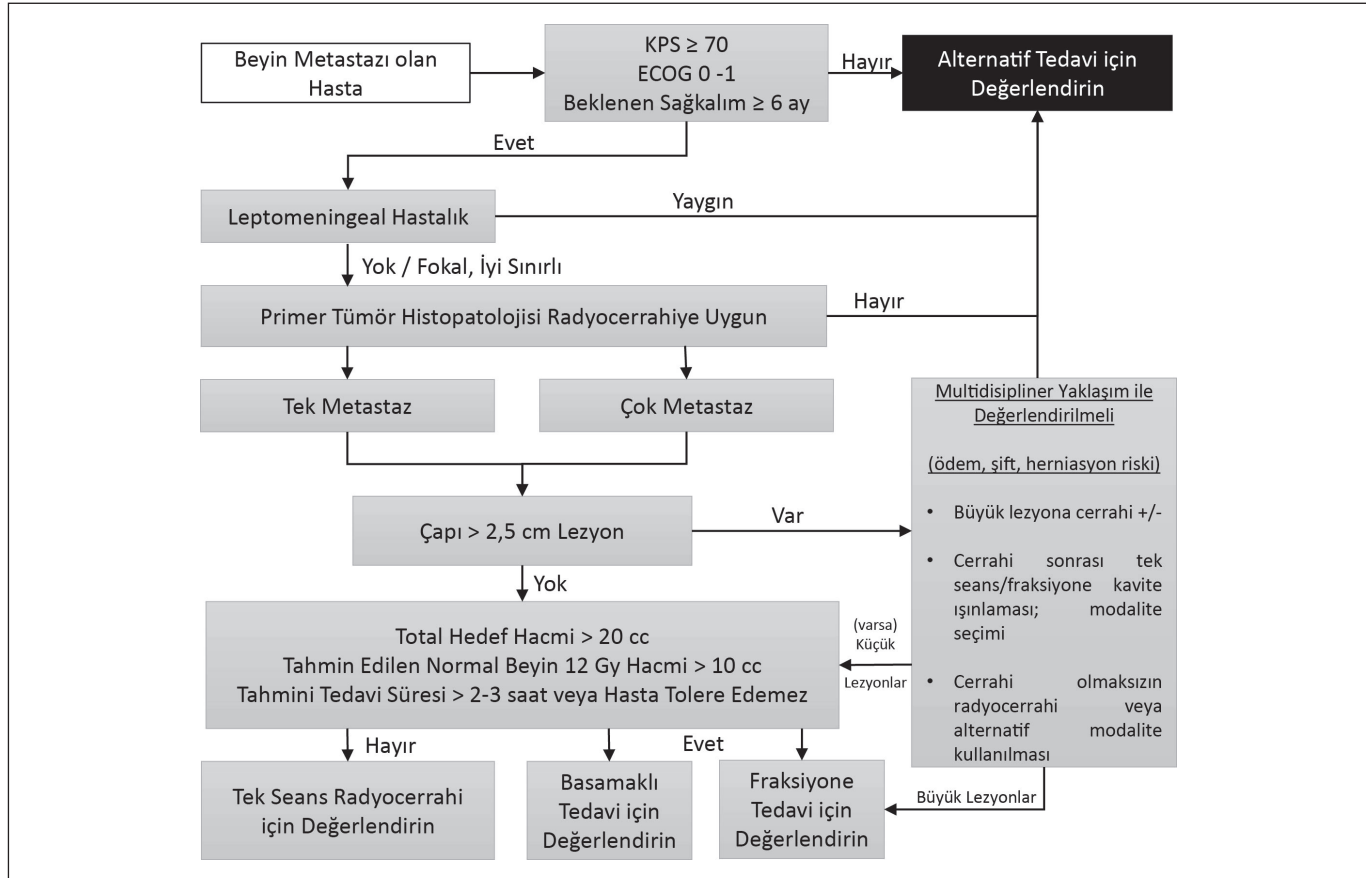 Beyin Metastazı olan
Hasta
KPS ≥ 70
ECOG 0 -1
Beklenen Sağkalım ≥ 6 ay
Hayır
Alternatif Tedavi için
Değerlendirin
Evet
Leptomeningeal Hastalık
Yaygın
Yok / Fokal, İyi Sınırlı
Primer Tümör Histopatolojisi Radyocerrahiye Uygun
Hayır
Tek Metastaz
Çok Metastaz
Çapı > 2,5 cm Lezyon
Var
Yok
Multidisipliner Yaklaşım ile
Değerlendirilmeli
(ödem, şift, herniasyon riski)
• Büyük lezyona cerrahi +/-
• Cerrahi sonrası tek
seans/fraksiyone kavite
ışınlaması; modalite
seçimi
• Cerrahi olmaksızın
radyocerrahi veya
alternatif modalite
kullanılması
(varsa)
Küçük
Lezyonlar
Total Hedef Hacmi > 20 cc
Tahmin Edilen Normal Beyin 12 Gy Hacmi > 10 cc
Tahmini Tedavi Süresi > 2-3 saat veya Hasta Tolere Edemez
Hayır
Evet
Tek Seans Radyocerrahi
için Değerlendirin
Basamaklı
Tedavi için
Değerlendirin
Fraksiyone
Tedavi için
Değerlendirin
Büyük Lezyonlar